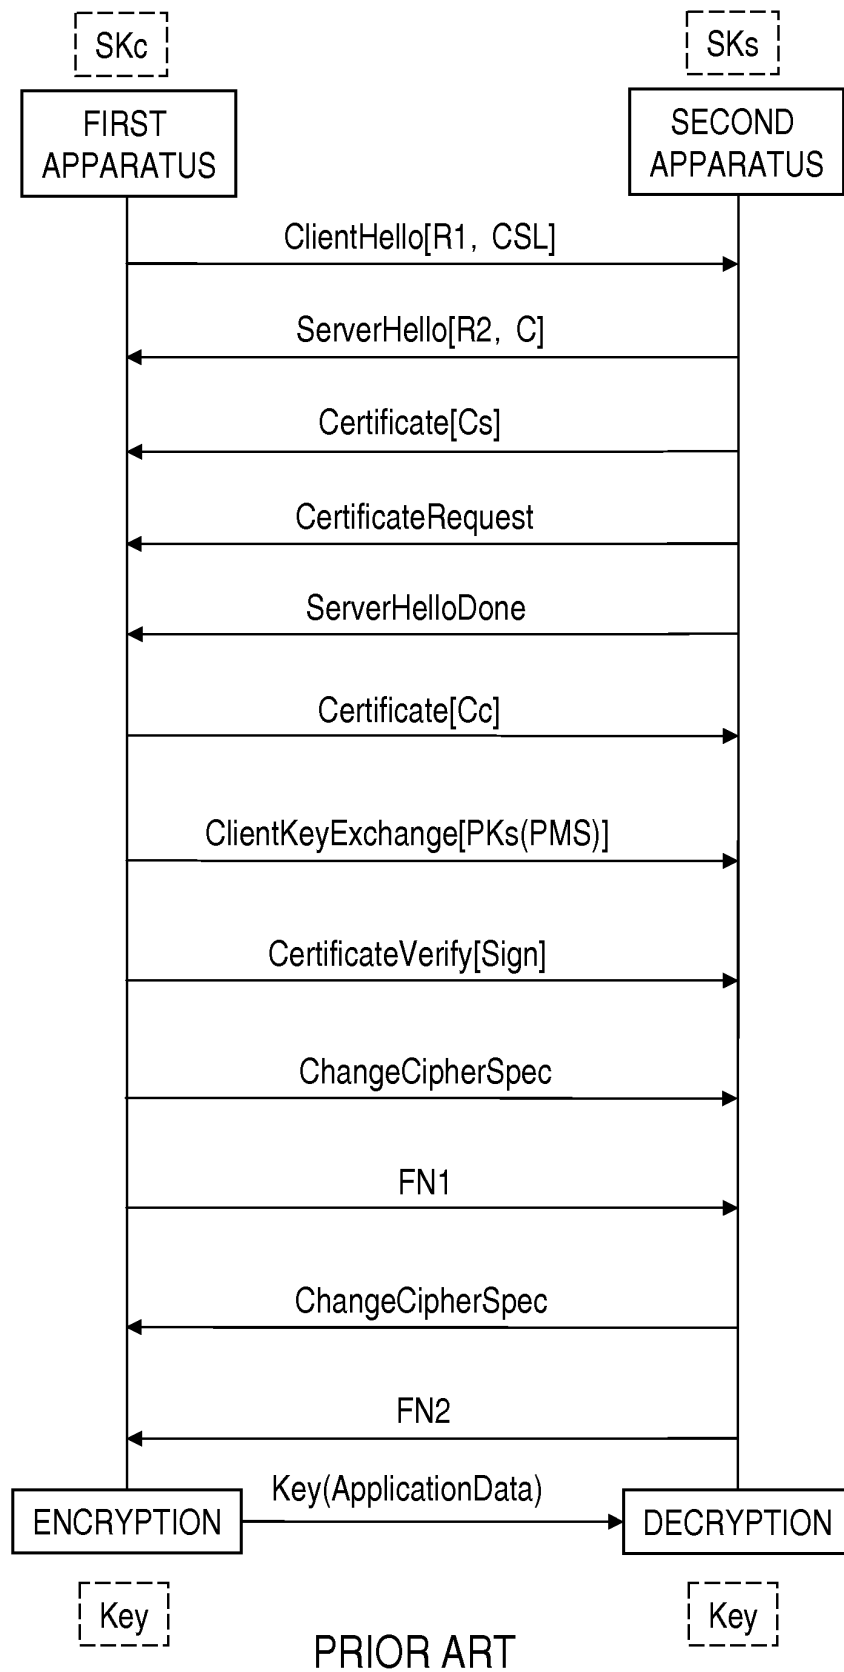 SKc
SKs
FIRST
APPARATUS
SECOND
APPARATUS
ClientHello[R1, CSL]
ServerHello[R2, C]
Certificate[Cs]
CertificateRequest
ServerHelloDone
Certificate[Cc]
ClientKeyExchange[PKs(PMS)]
CertificateVerify[Sign]
ChangeCipherSpec
FN1
ChangeCipherSpec
FN2
Key(ApplicationData)
ENCRYPTION
DECRYPTION
Key
Key
PRIOR ART